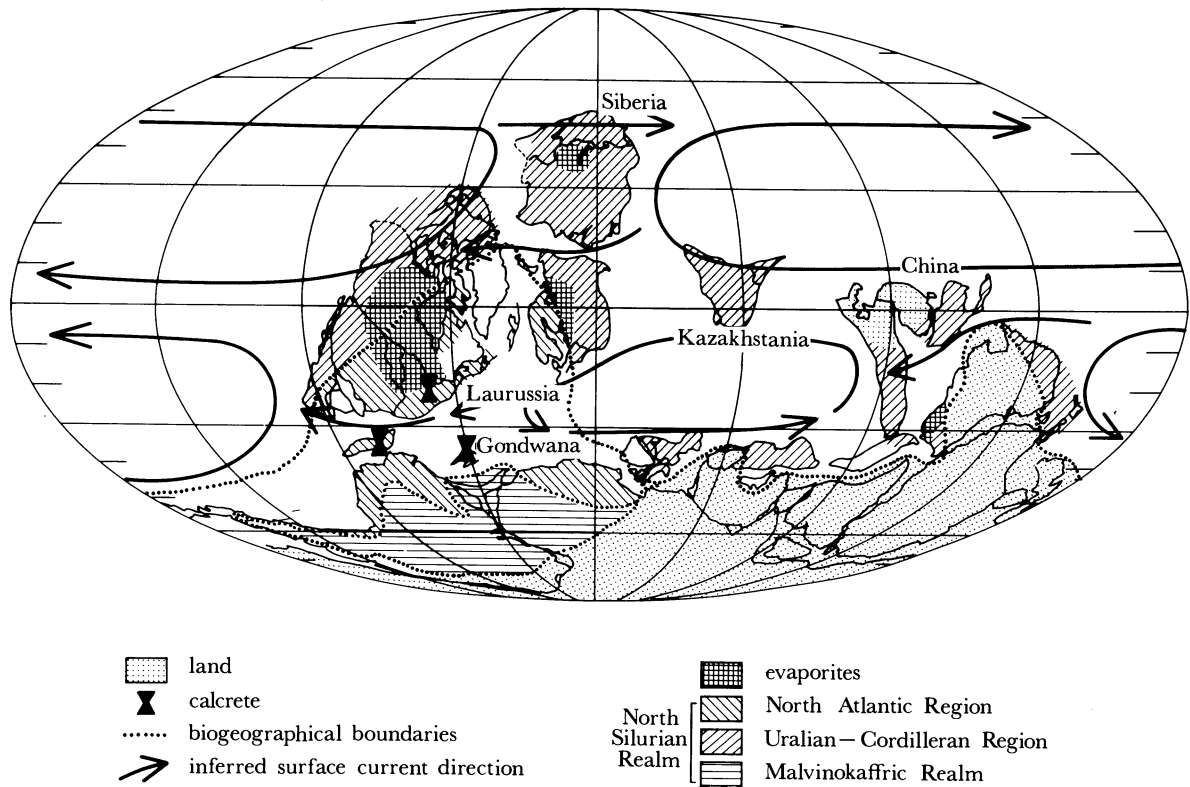 Siberia
China
Kazakhstania
Laurussia
Gondwana
land
calcrete
biogeographical boundaries
inferred surface current direction
evaporites
North
Silurian
Realm
North Atlantic Region
Uralian—Cordilleran Region
Malvinokaffric Realm